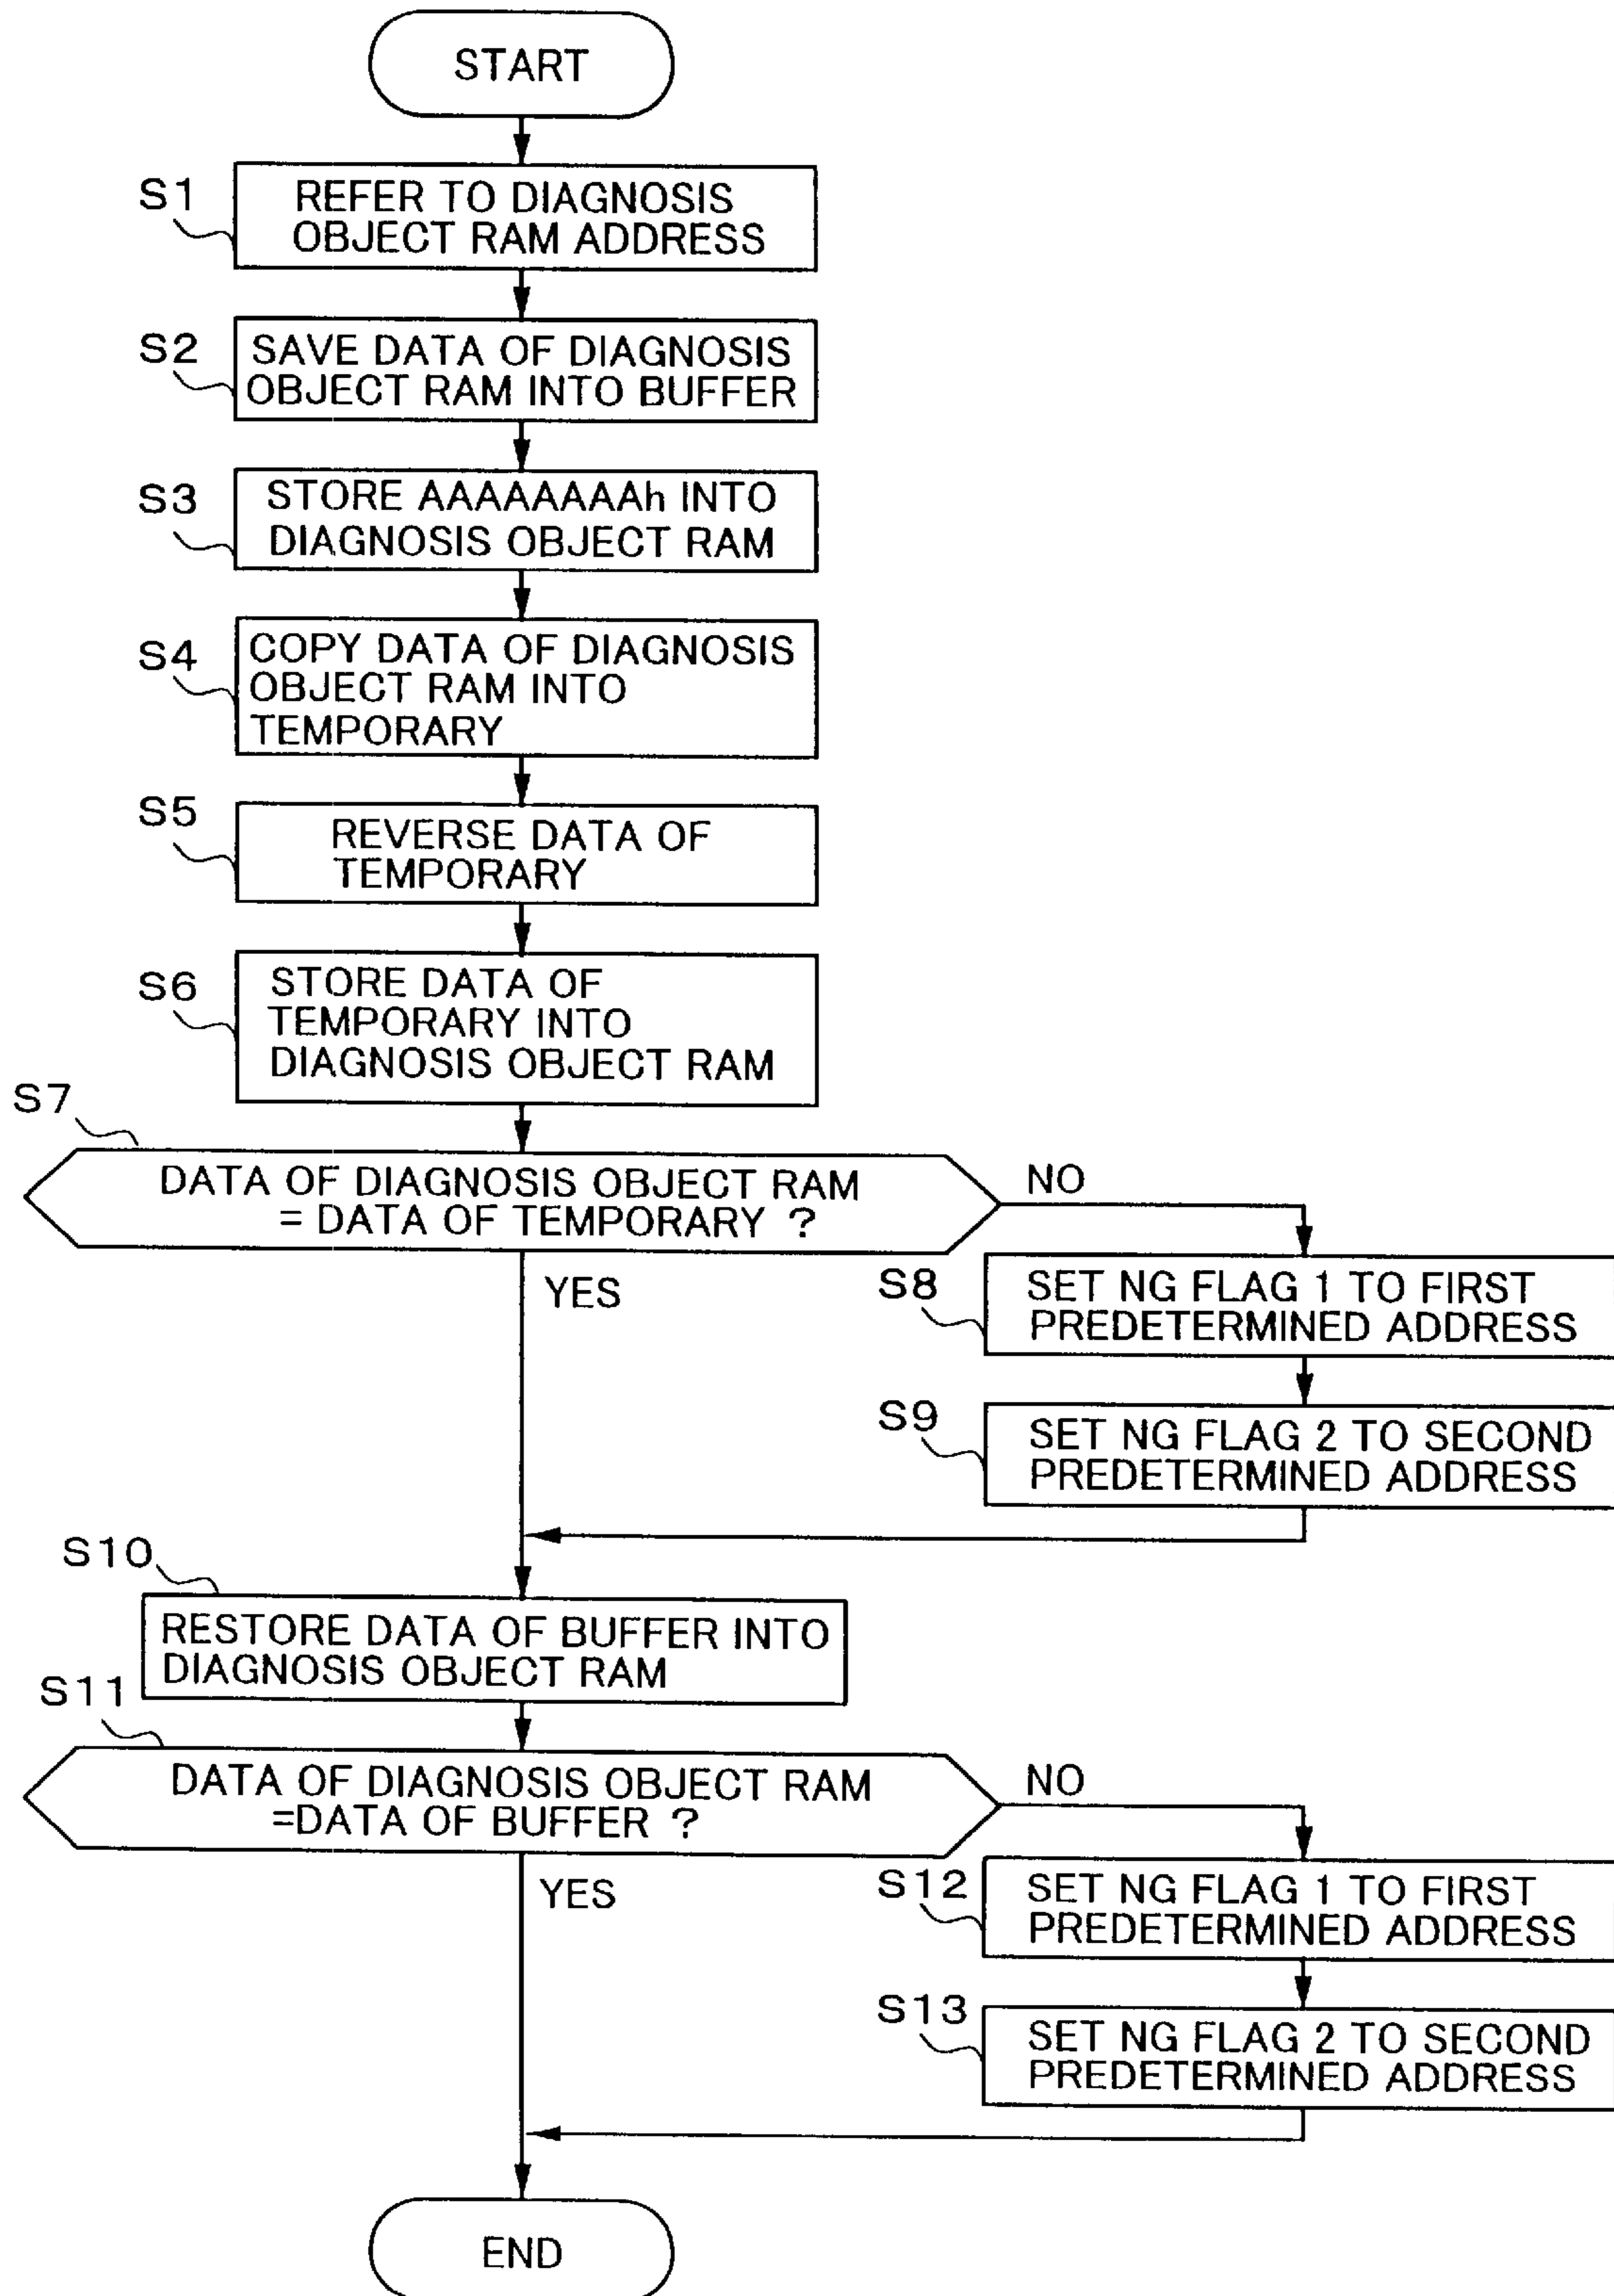 START
S1
REFER TO DIAGNOSIS
OBJECT RAM ADDRESS
S2
SAVE DATA OF DIAGNOSIS
OBJECT RAM INTO BUFFER
S3
STORE AAAAAAAAh INTO
DIAGNOSIS OBJECT RAM
S4
COPY DATA OF DIAGNOSIS
OBJECT RAM INTO
TEMPORARY
S5
REVERSE DATA OF
TEMPORARY
S6
STORE DATA OF
TEMPORARY INTO
DIAGNOSIS OBJECT RAM
S7
DATA OF DIAGNOSIS OBJECT RAM
= DATA OF TEMPORARY ?
NO
YES
S8
SET NG FLAG 1 TO FIRST
PREDETERMINED ADDRESS
S9
SET NG FLAG 2 TO SECOND
PREDETERMINED ADDRESS
S10
RESTORE DATA OF BUFFER INTO
DIAGNOSIS OBJECT RAM
S11
DATA OF DIAGNOSIS OBJECT RAM
=DATA OF BUFFER ?
NO
YES
S12
SET NG FLAG 1 TO FIRST
PREDETERMINED ADDRESS
S13
SET NG FLAG 2 TO SECOND
PREDETERMINED ADDRESS
END